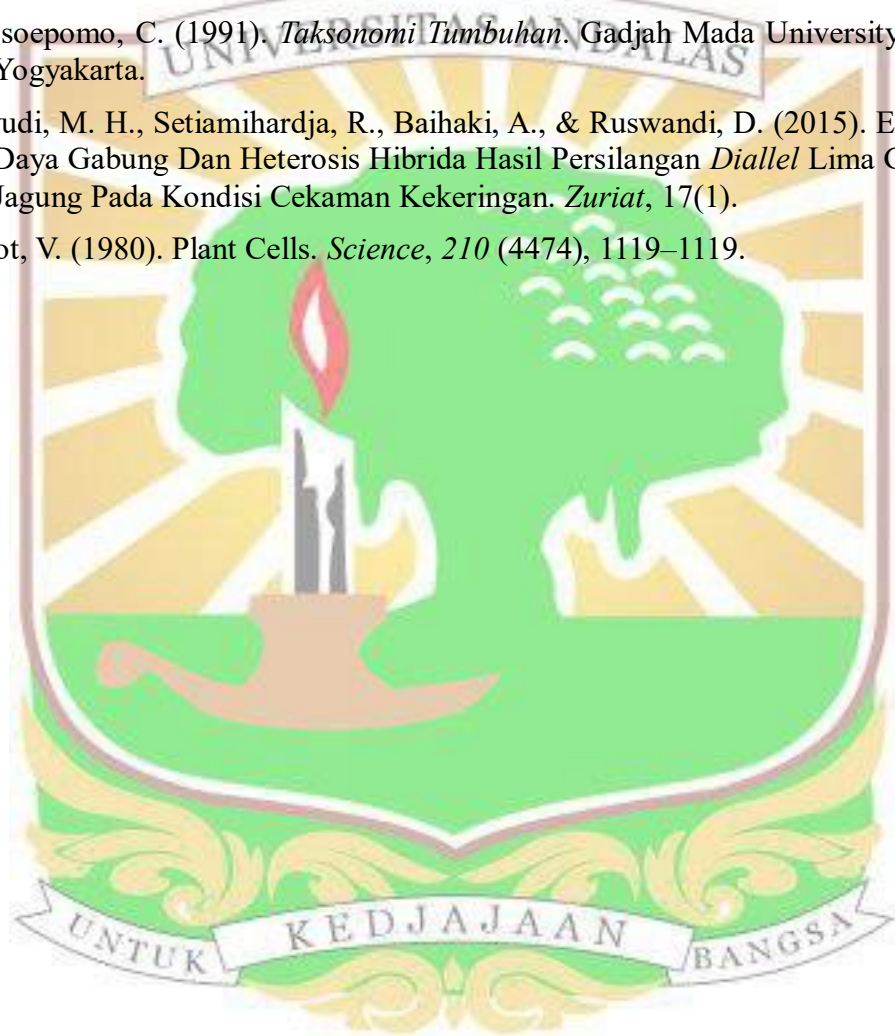 soepomo, C. (1991). Taksonomi Tumbuhan. Gadjah Mada University
UNIVERSITAS ANDALAS
Yogyakarta.
udi, M. H., Setiamihardja, R., Baihaki, A., & Ruswandi, D. (2015). E
Daya Gabung Dan Heterosis Hibrida Hasil Persilangan Diallel Lima G
Jagung Pada Kondisi Cekaman Kekeringan. Zuriat, 17(1).
ot, V. (1980). Plant Cells. Science, 210 (4474), 1119–1119.
UNTUK KEDJAJAAN BANGSA